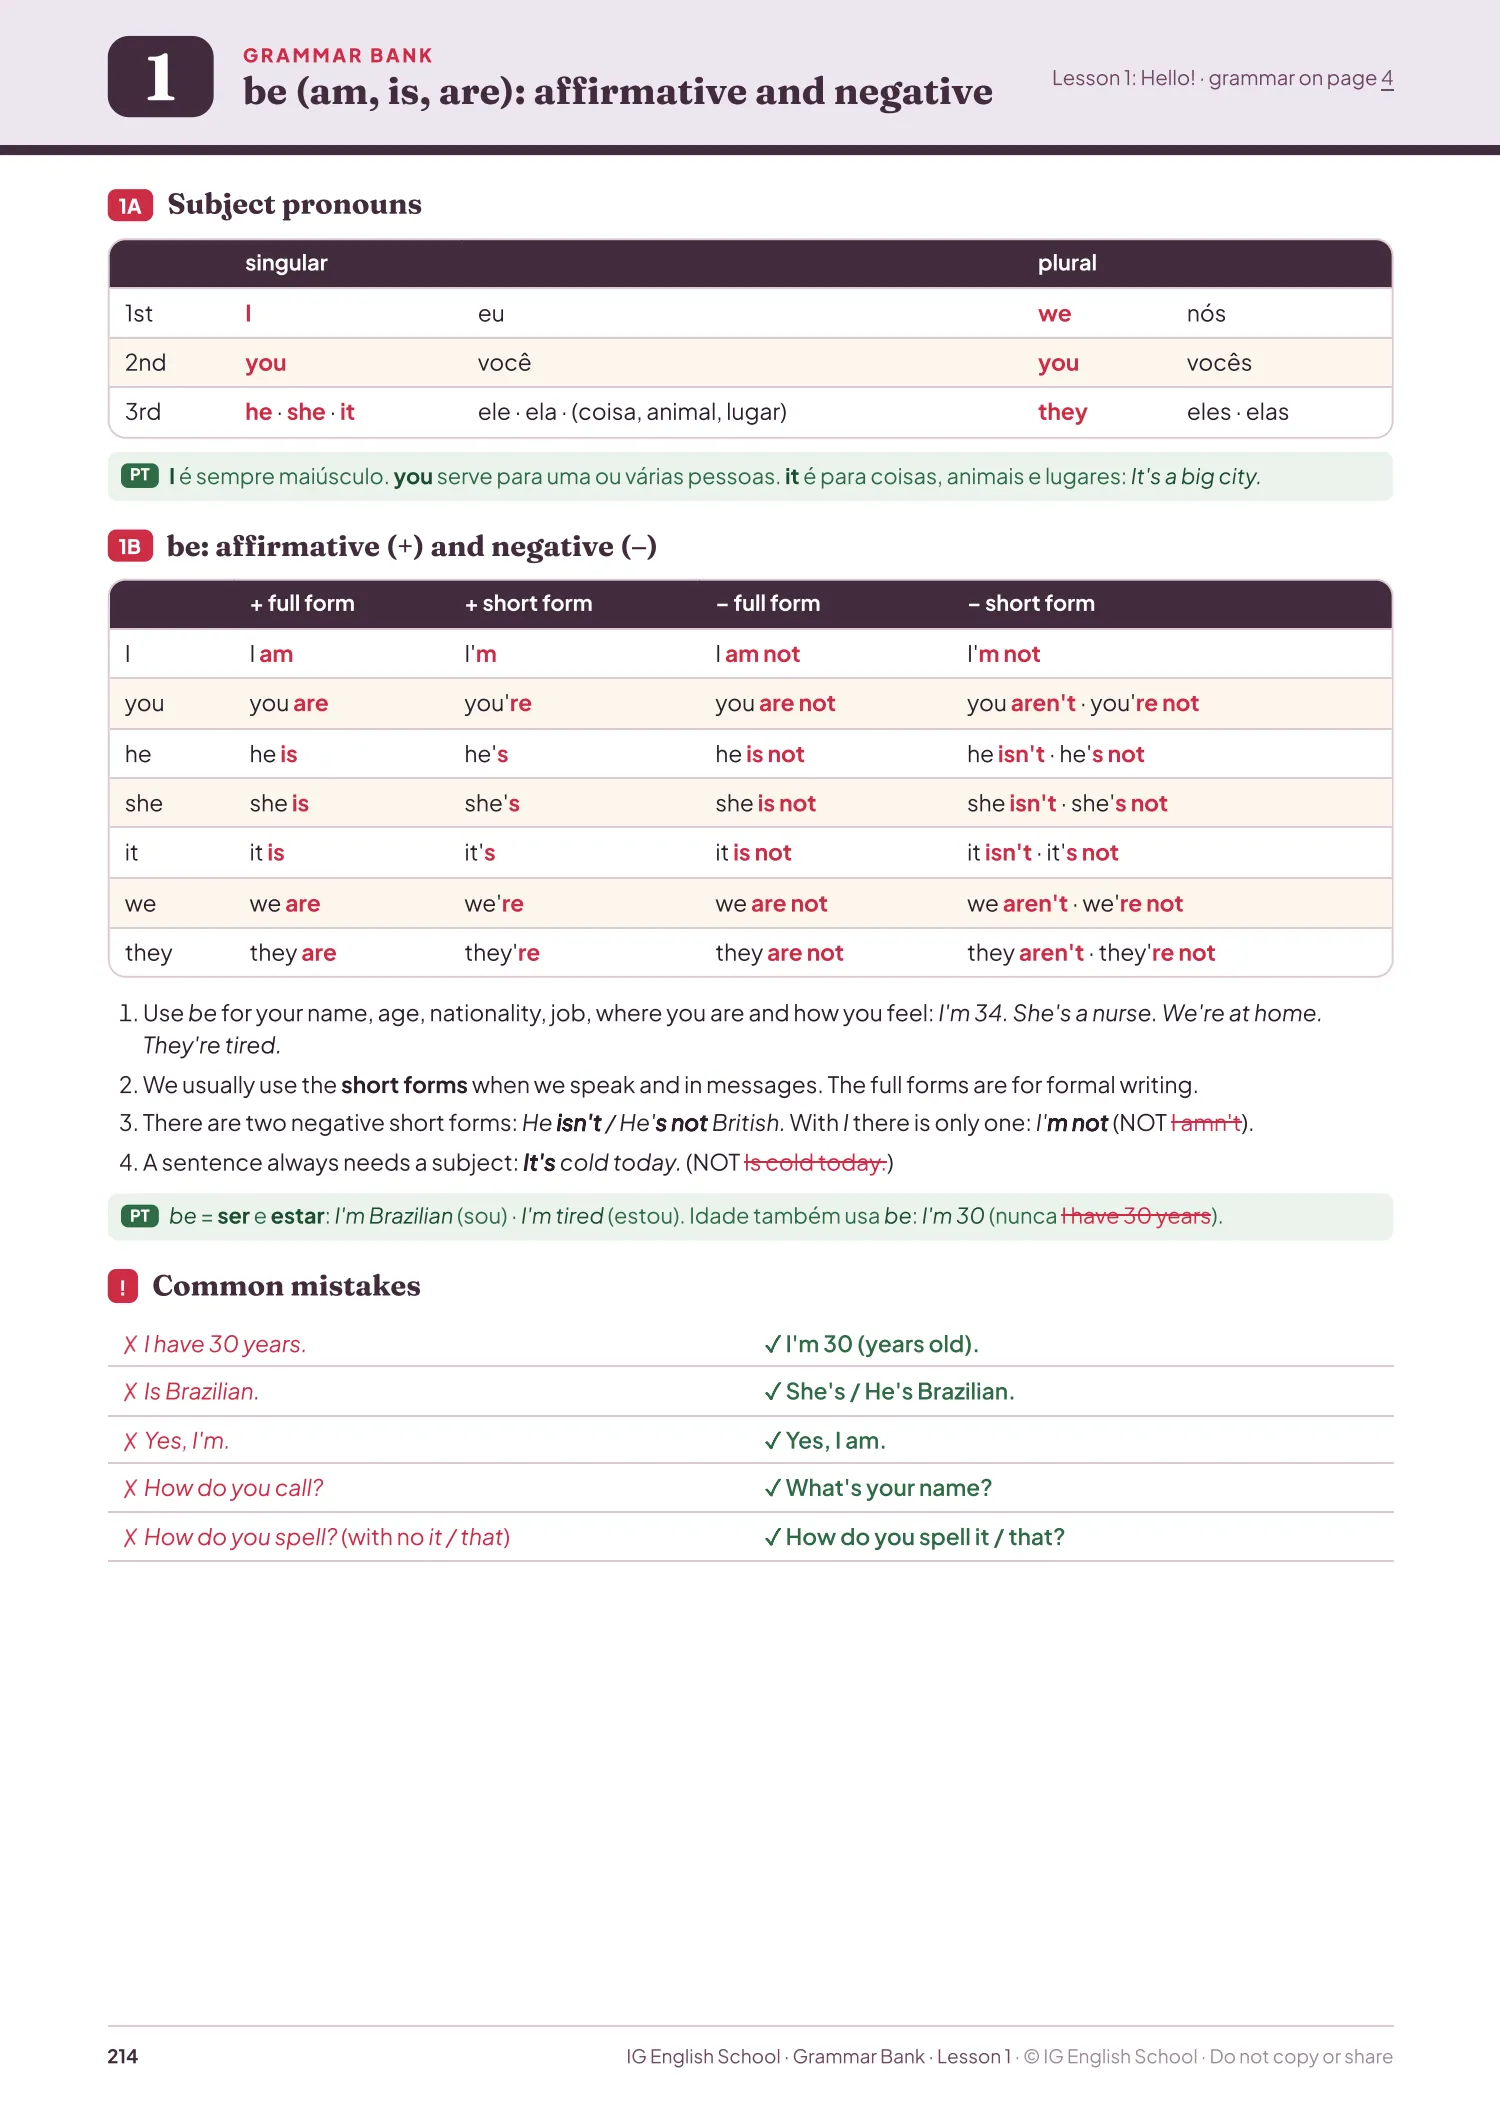 1
GRAMMAR BANK
be (am, is, are): affirmative and negative
Lesson 1: Hello! · grammar on page 4
1A Subject pronouns
singular plural
1st I eu we nós
2nd you você you vocês
3rd he · she · it ele · ela · (coisa, animal, lugar) they eles · elas
PT I é sempre maiúsculo. you serve para uma ou várias pessoas. it é para coisas, animais e lugares: It's a big city.
1B be: affirmative (+) and negative (–)
+ full form + short form – full form – short form
I I am I'm I am not I'm not
you you are you're you are not you aren't · you're not
he he is he's he is not he isn't · he's not
she she is she's she is not she isn't · she's not
it it is it's it is not it isn't · it's not
we we are we're we are not we aren't · we're not
they they are they're they are not they aren't · they're not
1. Use be for your name, age, nationality, job, where you are and how you feel: I'm 34. She's a nurse. We're at home.
They're tired.
2. We usually use the short forms when we speak and in messages. The full forms are for formal writing.
3. There are two negative short forms: He isn't / He's not British. With I there is only one: I'm not (NOT I amn't).
4. A sentence always needs a subject: It's cold today. (NOT Is cold today.)
PT be = ser e estar: I'm Brazilian (sou) · I'm tired (estou). Idade também usa be: I'm 30 (nunca I have 30 years).
! Common mistakes
✗ I have 30 years. ✓ I'm 30 (years old).
✗ Is Brazilian. ✓ She's / He's Brazilian.
✗ Yes, I'm. ✓ Yes, I am.
✗ How do you call? ✓ What's your name?
✗ How do you spell? (with no it / that) ✓ How do you spell it / that?
214 IG English School · Grammar Bank · Lesson 1 · © IG English School · Do not copy or share